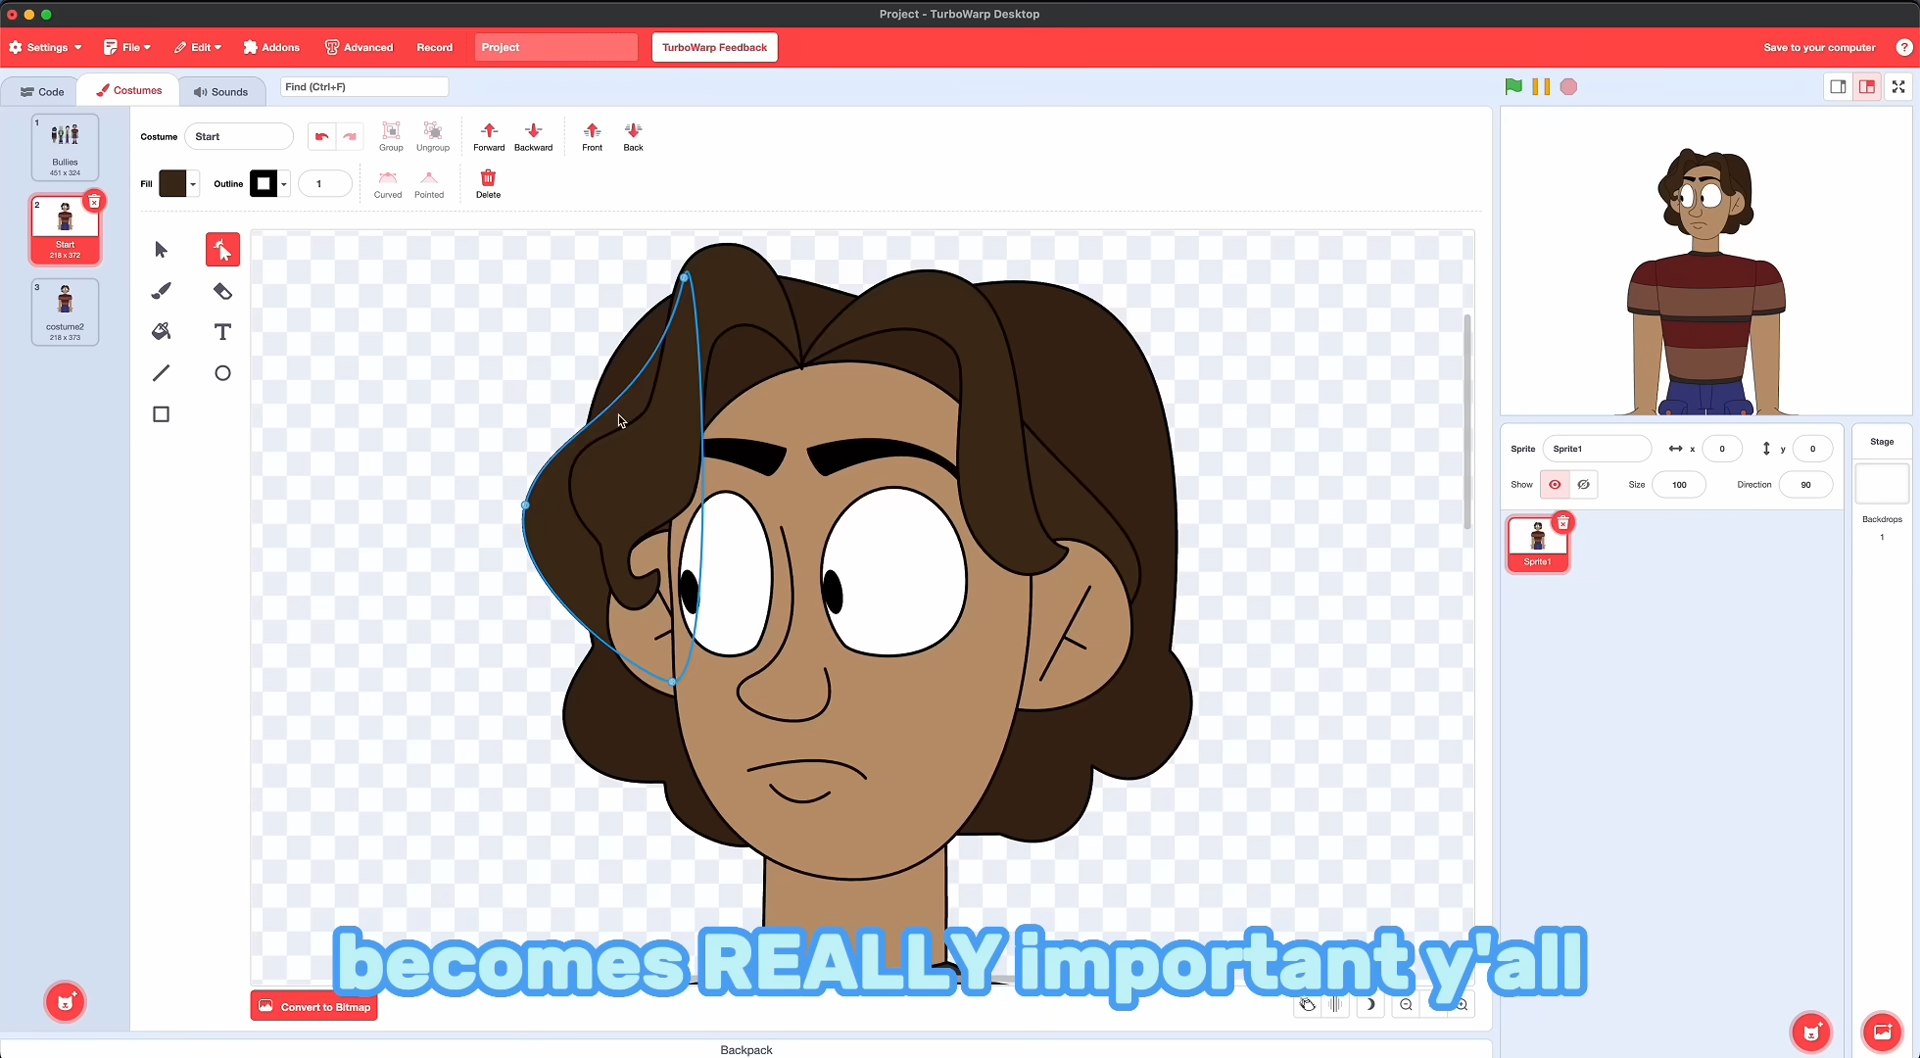 Project - TurboWarp Desktop
Settings File Edit Addons Advanced Record Project TurboWarp Feedback Save to your computer ?
Code Costumes Sounds Find (Ctrl+F)
1
Bullies
451 x 324
2
Start
218 x 372
3
costume2
218 x 373
Costume Start Group Ungroup Forward Backward Front Back
Fill Outline 1 Curved Pointed Delete
T
Sprite Sprite1 x 0 y 0
Show Size 100 Direction 90
Sprite1
Stage
Backdrops
1
becomes REALLY important y'all
Convert to Bitmap
Backpack